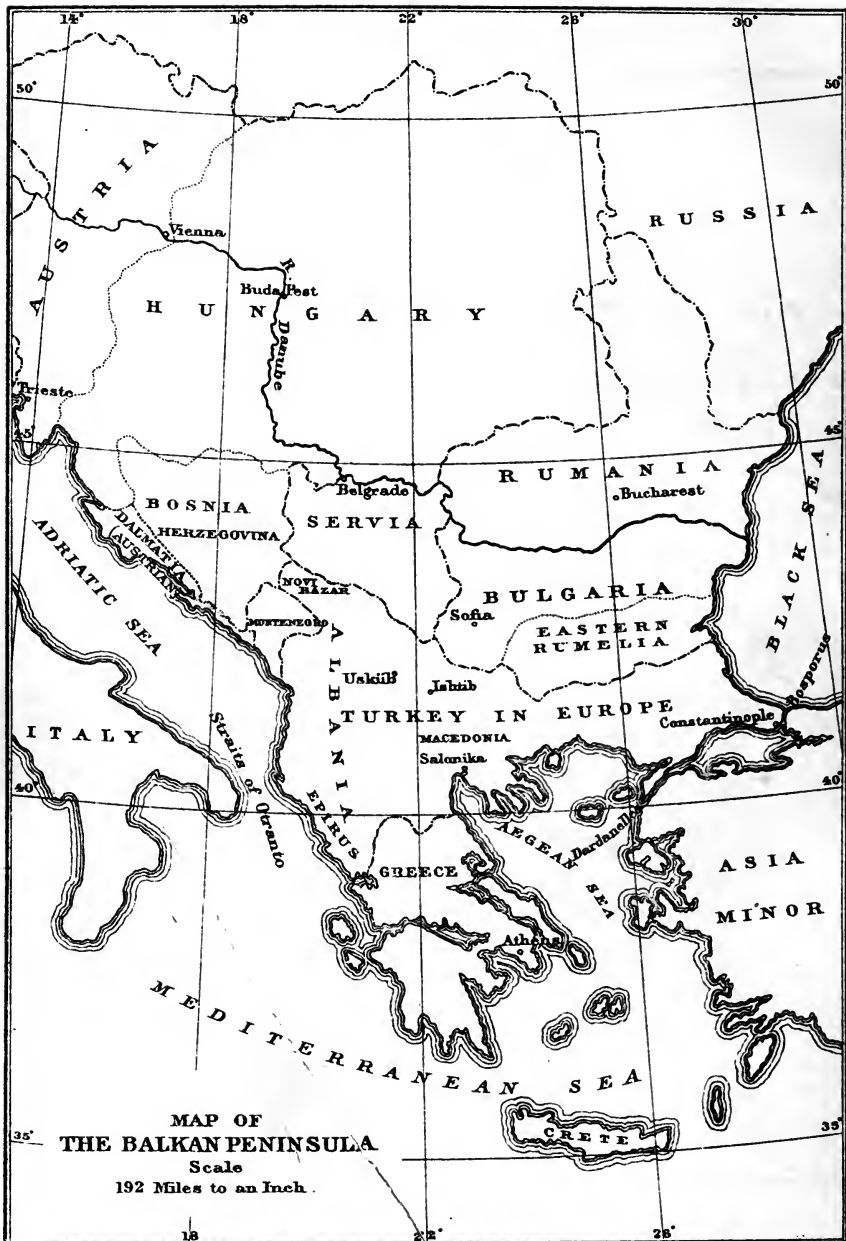 14° 18° 22° 26° 30°
50° 50°
AUSTRIA
RUSSIA
Vienna
R. Danube
Buda Pest
HUNGARY
Trieste
45° 45°
RUMANIA
Bucharest
Belgrade
BOSNIA
HERZEGOVINA
SERVIA
DALMATIA
(AUSTRIAN)
ADRIATIC SEA
BLACK SEA
NOVI
BAZAR
MONTENEGRO
BULGARIA
Sofia
EASTERN
RUMELIA
ALBANIA
Usküb
Ishtib
TURKEY IN EUROPE
Bosporus
Constantinople
MACEDONIA
Salonika
ITALY
Straits of Otranto
40° 40°
EPIRUS
AEGEAN SEA
Dardanell
GREECE
ASIA
MINOR
Athens
MEDITERRANEAN SEA
CRETE
35° 35°
MAP OF
THE BALKAN PENINSULA
Scale
192 Miles to an Inch.
18 22° 26°